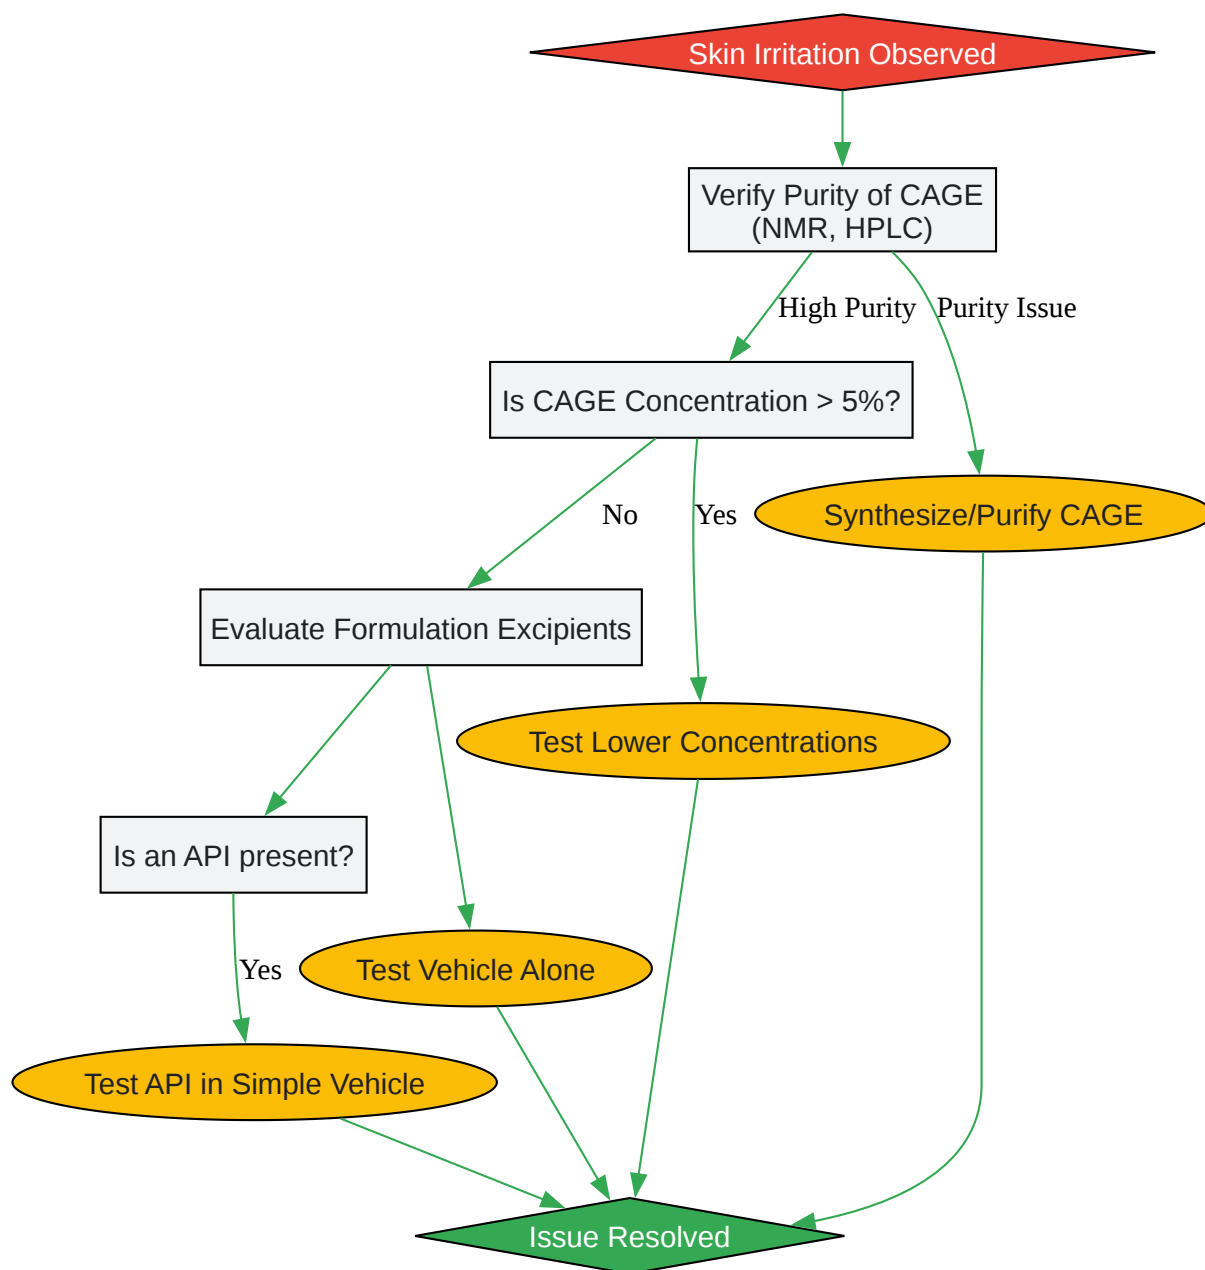 Skin Irritation Observed
Verify Purity of CAGE
(NMR, HPLC)
High Purity
Purity Issue
Is CAGE Concentration > 5%?
No
Yes
Synthesize/Purify CAGE
Evaluate Formulation Excipients
Test Lower Concentrations
Is an API present?
Yes
Test Vehicle Alone
Test API in Simple Vehicle
Issue Resolved